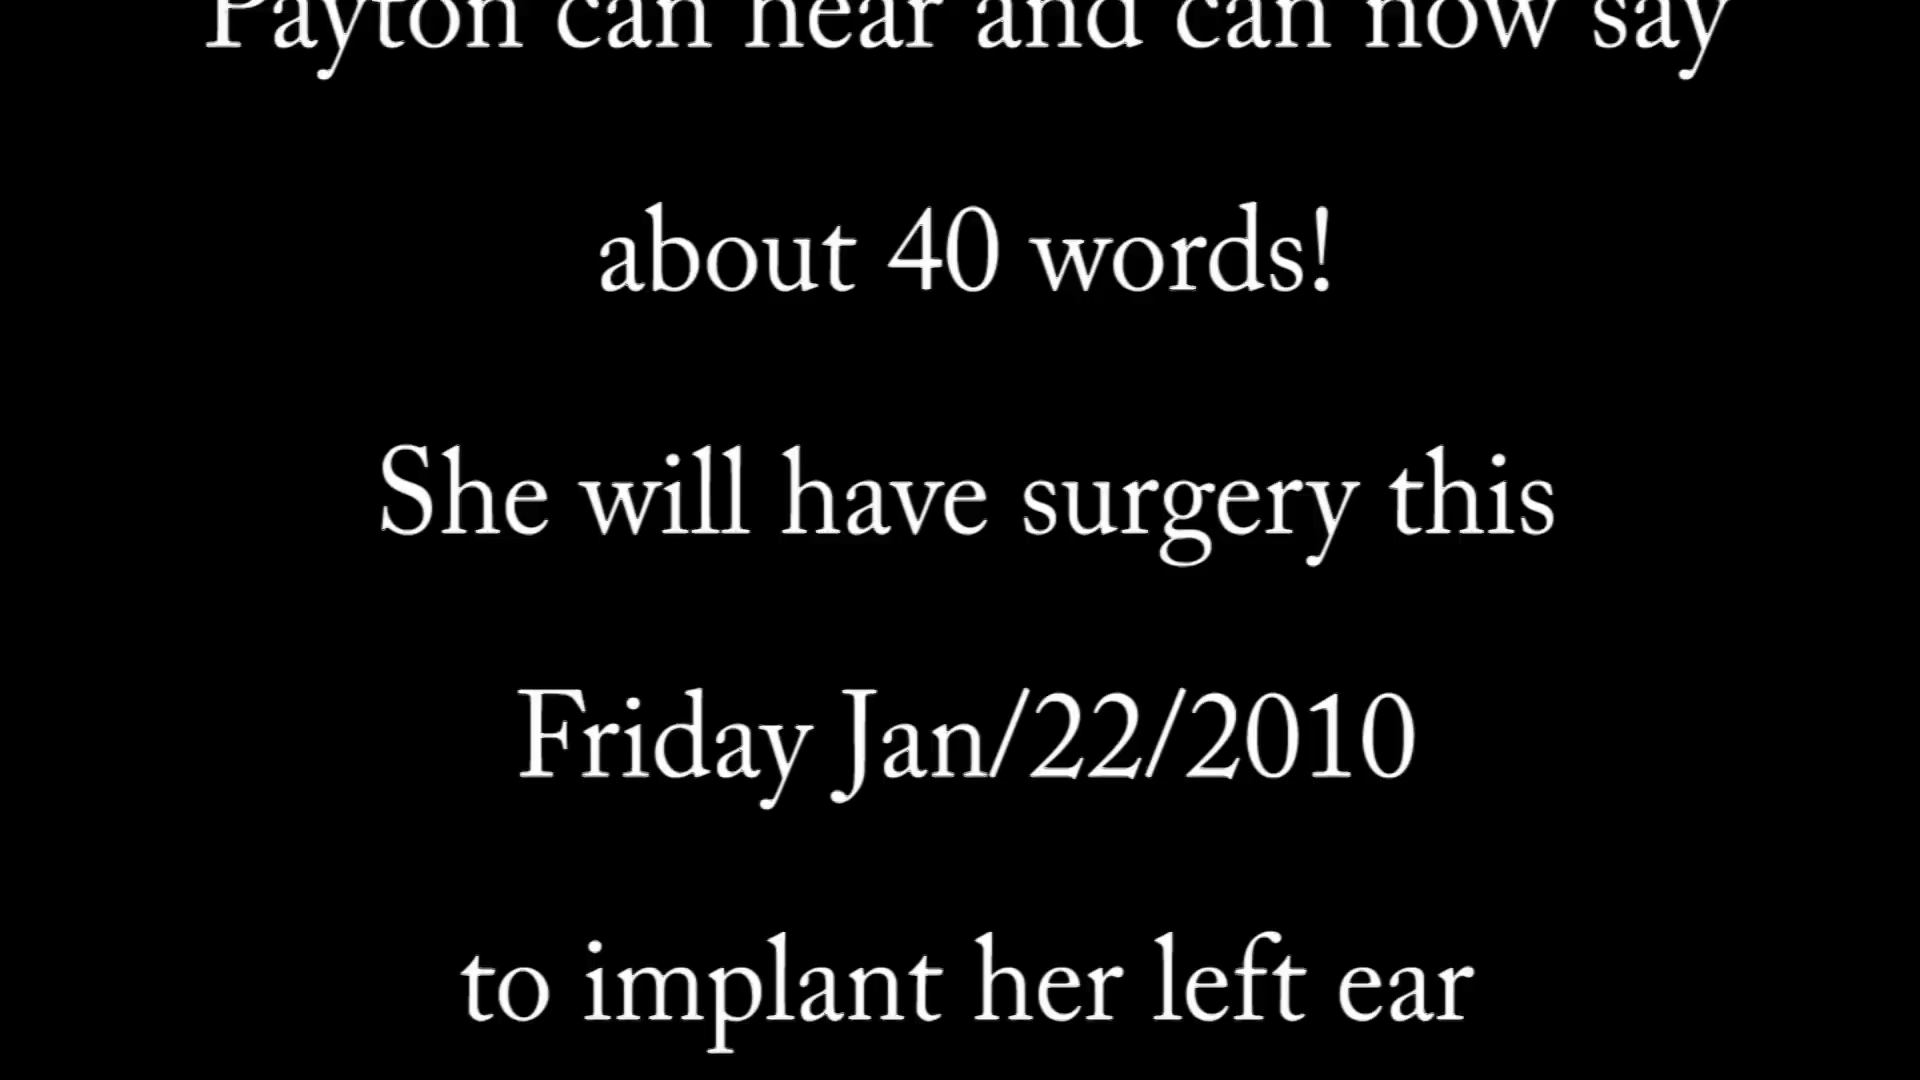 Payton can hear and can now say
about 40 words!
She will have surgery this
Friday Jan/22/2010
to implant her left ear